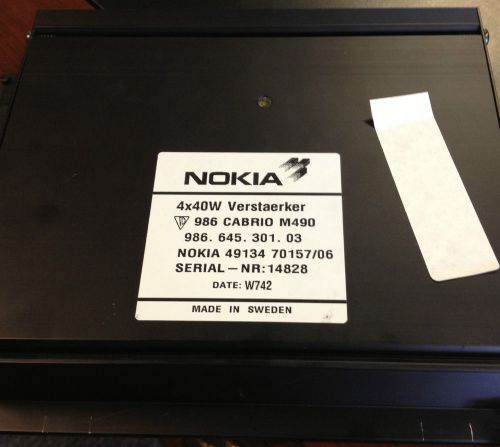 NOKIA
4x40W Verstaerker
986 CABRIO M490
986. 645. 301. 03
NOKIA 49134 70157/06
SERIAL – NR: 14828
DATE: W742
MADE IN SWEDEN